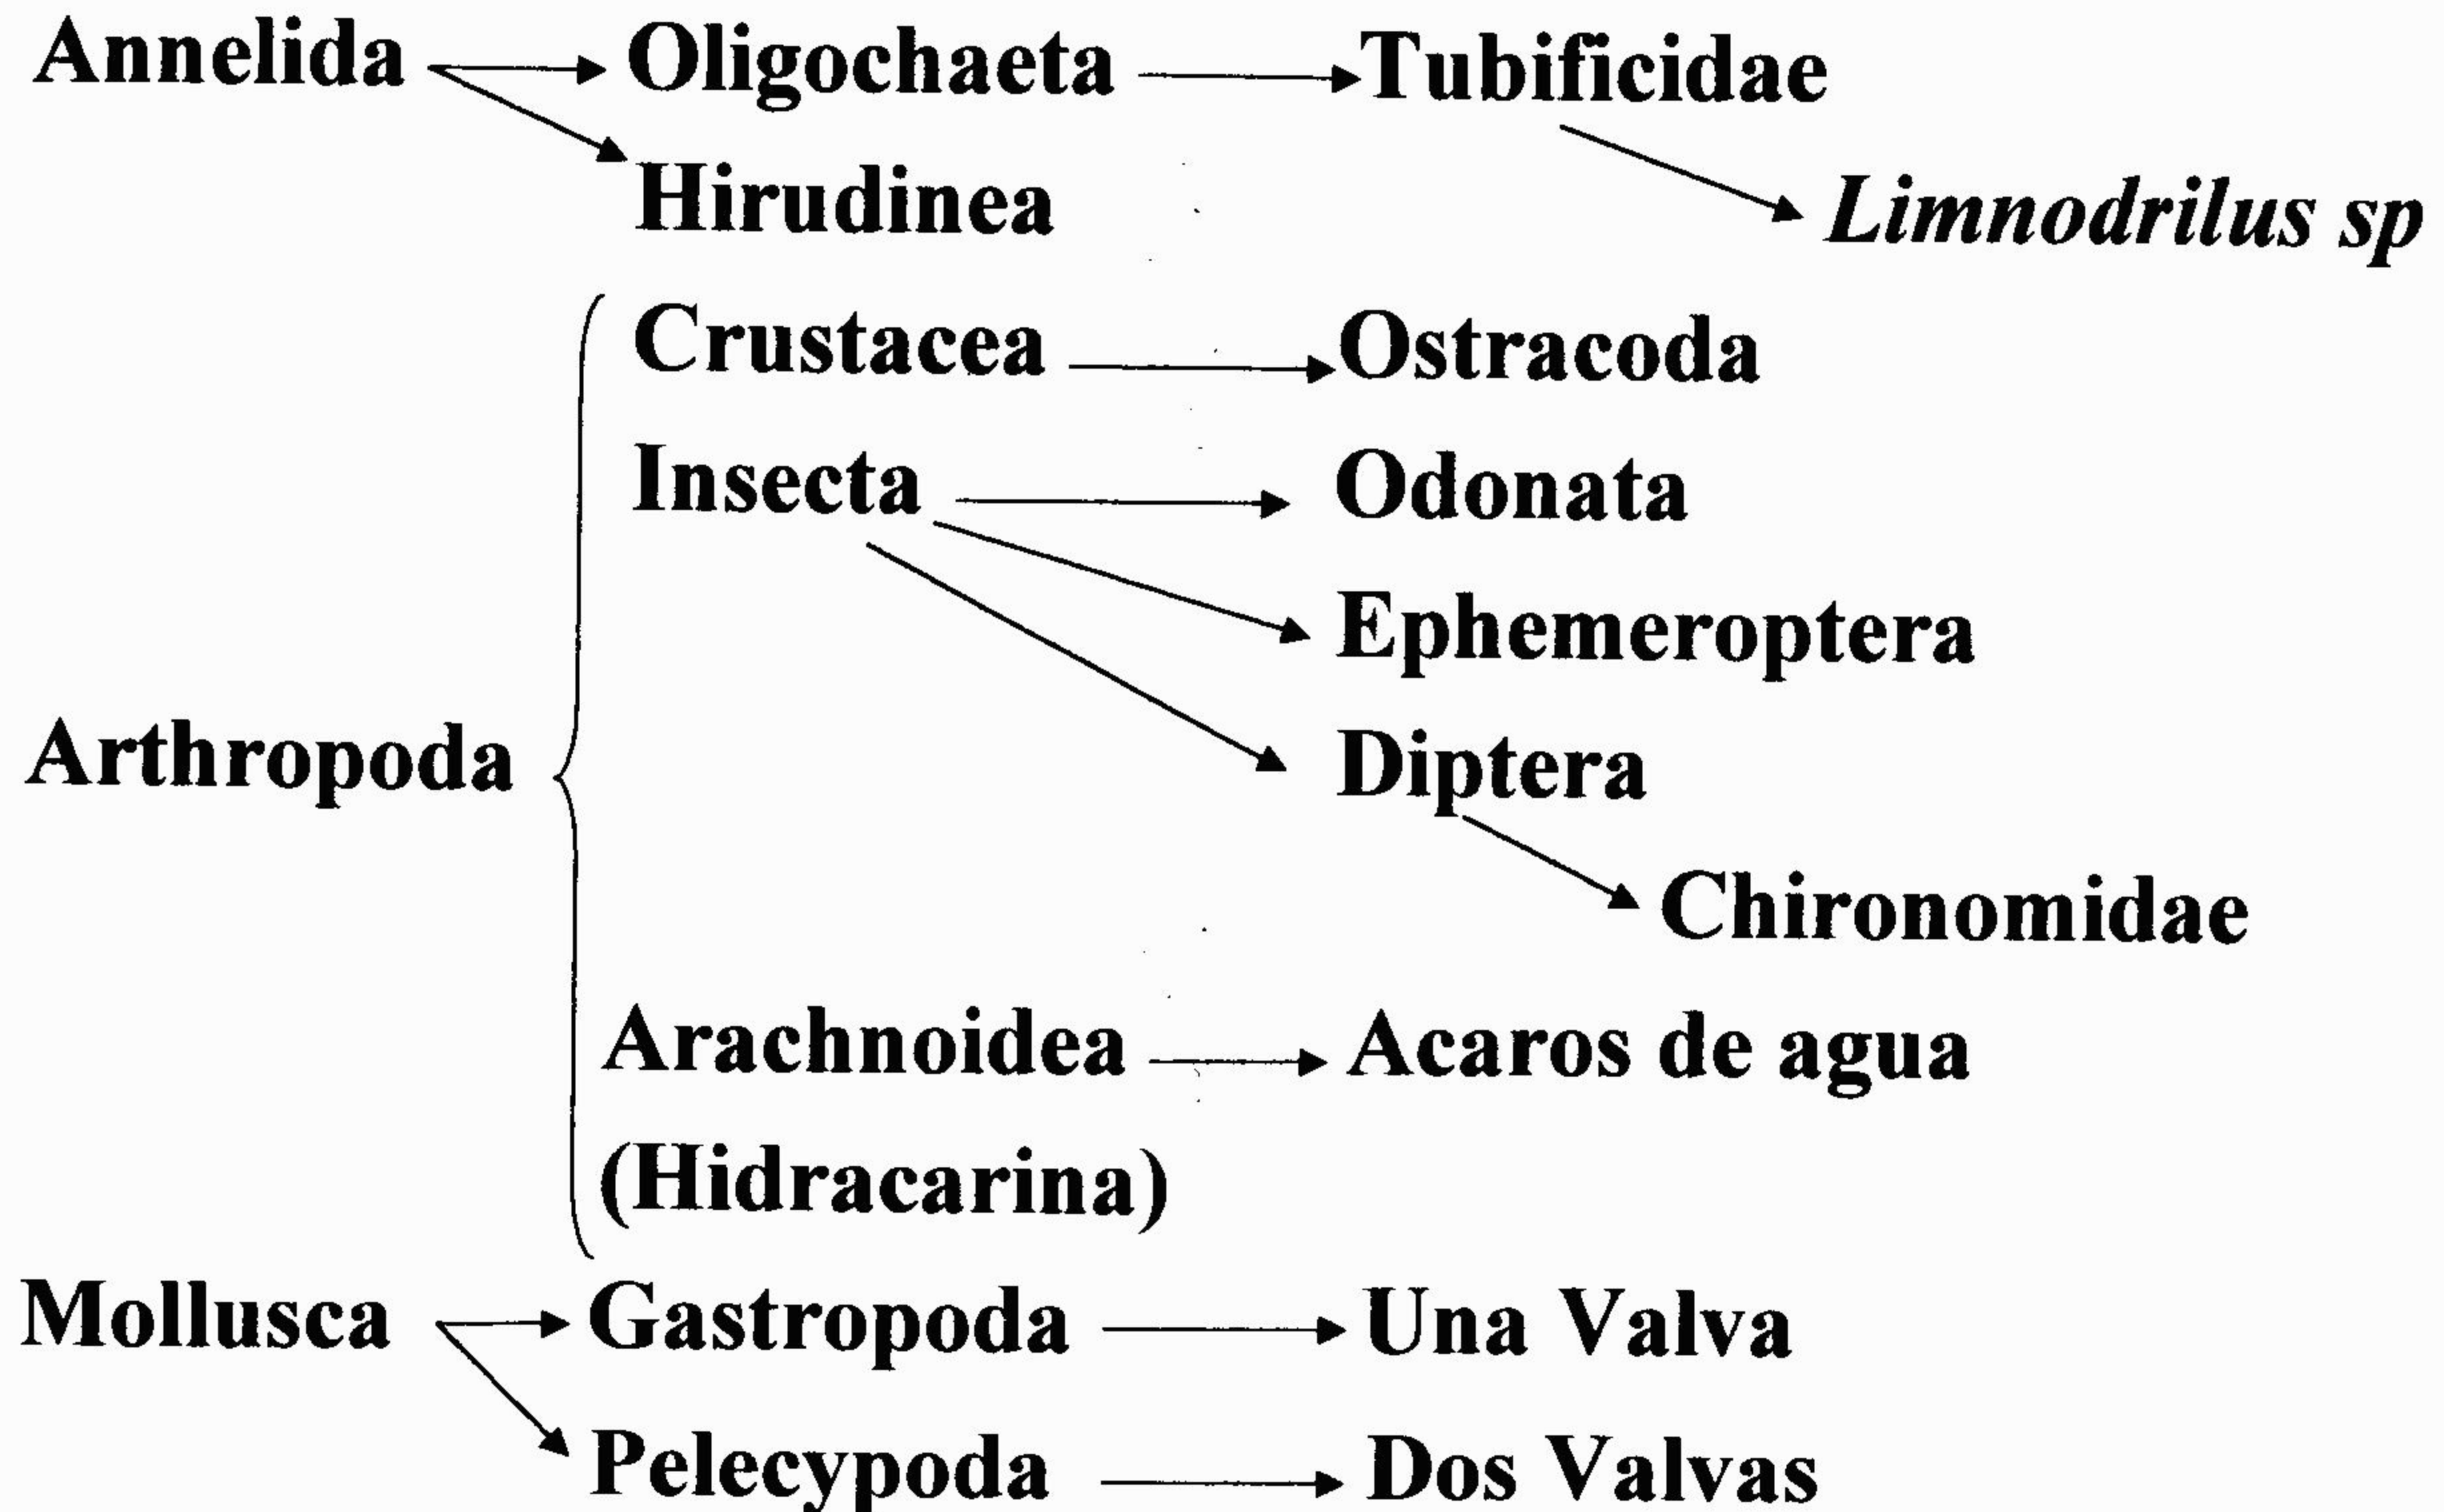 Annelida Oligochaeta Tubificidae
Hirudinea
Limnodrilus sp
Crustacea Ostracoda
Insecta Odonata
Ephemeroptera
Arthropoda Diptera
Chironomidae
Arachnoidea Acaros de agua
(Hidracarina)
Mollusca Gastropoda Una Valva
Pelecypoda Dos Valvas